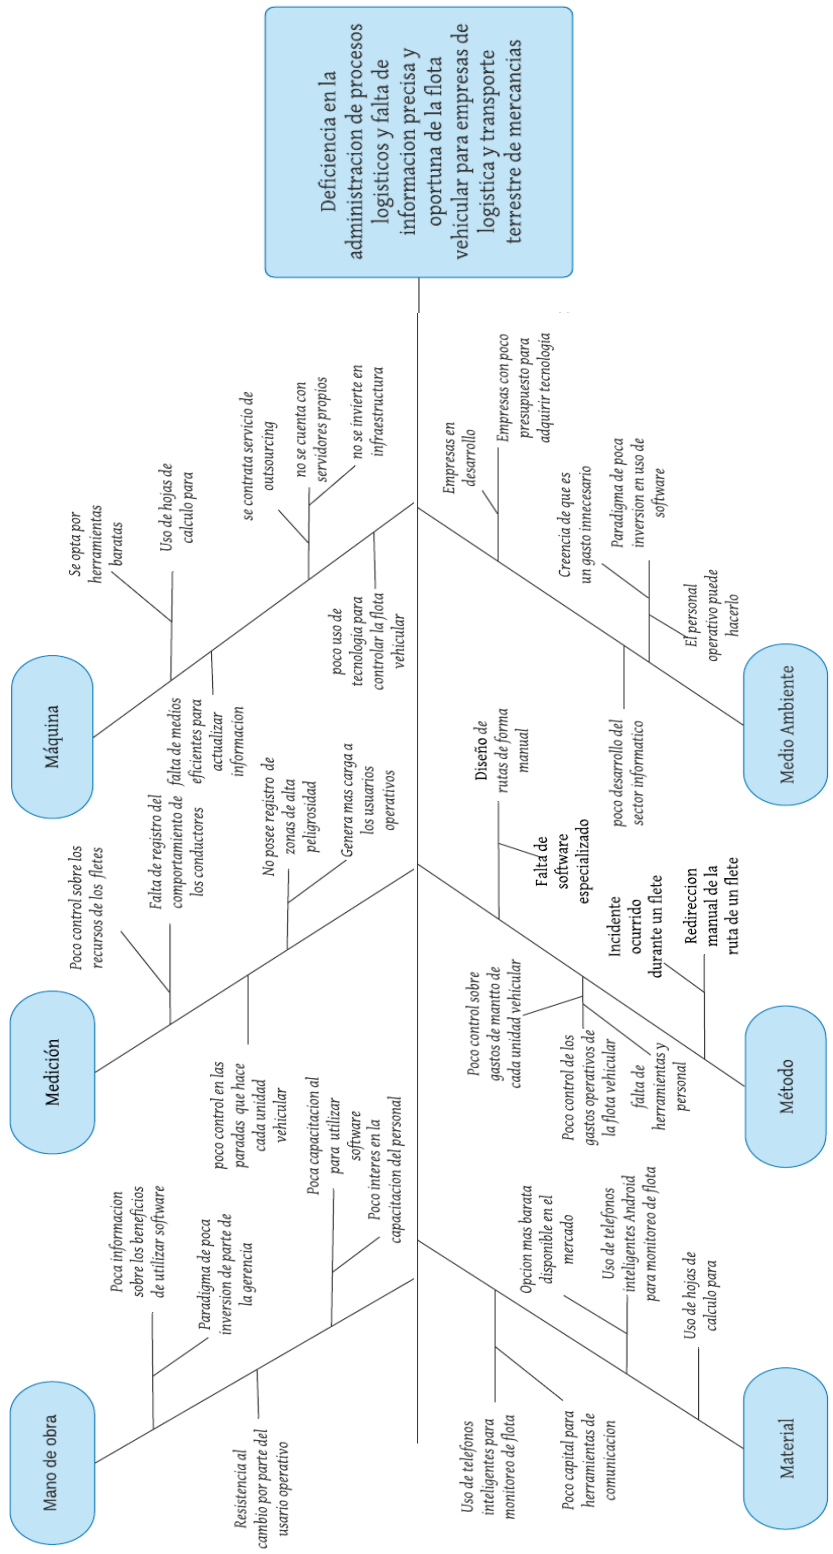 Deficiencia en la
administracion de procesos
logisticos y falta de
informacion precisa y
oportuna de la flota
vehicular para empresas de
logistica y transporte
terrestre de mercancias
Mano de obra
Poca informacion
sobre los beneficios
de utilizar software
Paradigma de poca
inversion de parte de
la gerencia
Resistencia al
cambio por parte del
usario operativo
Poca capacitacion al
para utilizar
software
Poco interes en la
capacitacion del personal
Medición
Poco control sobre los
recursos de los fletes
Falta de registro del
comportamiento de
los conductores
poco control en las
paradas que hace
cada unidad
vehicular
No posee registro de
zonas de alta
peligrosidad
Genera mas carga a
los usuarios
operativos
Máquina
Se opta por
herramientas
baratas
Uso de hojas de
calculo para
falta de medios
eficientes para
actualizar
informacion
se contrata servicio de
outsourcing
no se cuenta con
servidores propios
no se invierte en
infraestructura
poco uso de
tecnologia para
controlar la flota
vehicular
Material
Uso de telefonos
inteligentes para
monitoreo de flota
Poco capital para
herramientas de
comunicacion
Opcion mas barata
disponible en el
mercado
Uso de telefonos
inteligentes Android
para monitoreo de flota
Uso de hojas de
calculo para
Método
Poco control sobre
gastos de mantto de
cada unidad vehicular
Poco control de los
gastos operativos de
la flota vehicular
falta de
herramientas y
personal
Diseño de
rutas de forma
manual
Falta de
software
especializado
Incidente
ocurrido
durante un flete
Redireccion
manual de la
ruta de un flete
Medio Ambiente
Empresas en
desarrollo
Empresas con poco
presupuesto para
adquirir tecnologia
Creencia de que es
un gasto innecesario
Paradigma de poca
inversion en uso de
software
El personal
operativo puede
hacerlo
poco desarrollo del
sector informatico